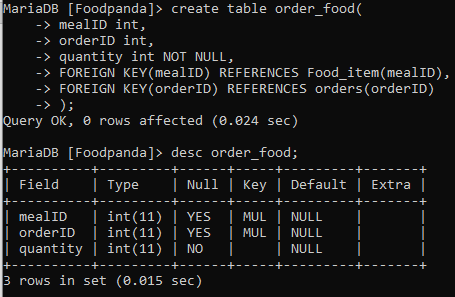 MariaDB [Foodpanda]> create table order_food(
    -> mealID int,
    -> orderID int,
    -> quantity int NOT NULL,
    -> FOREIGN KEY(mealID) REFERENCES Food_item(mealID),
    -> FOREIGN KEY(orderID) REFERENCES orders(orderID)
    -> );
Query OK, 0 rows affected (0.024 sec)
MariaDB [Foodpanda]> desc order_food;
+----------+---------+------+-----+---------+-------+
| Field    | Type    | Null | Key | Default | Extra |
+----------+---------+------+-----+---------+-------+
| mealID   | int(11) | YES  | MUL | NULL    |       |
| orderID  | int(11) | YES  | MUL | NULL    |       |
| quantity | int(11) | NO   |     | NULL    |       |
+----------+---------+------+-----+---------+-------+
3 rows in set (0.015 sec)